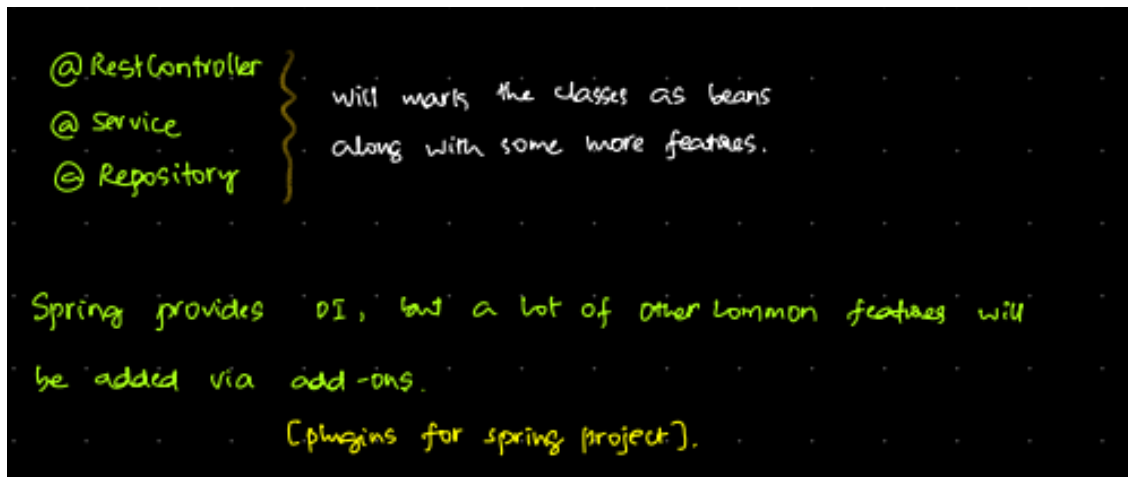 @RestController
@ Service
@ Repository
will mark the classes as beans
along with some more features.
Spring provides DI, but a lot of other common features will
be added via add-ons.
[plugins for spring project].